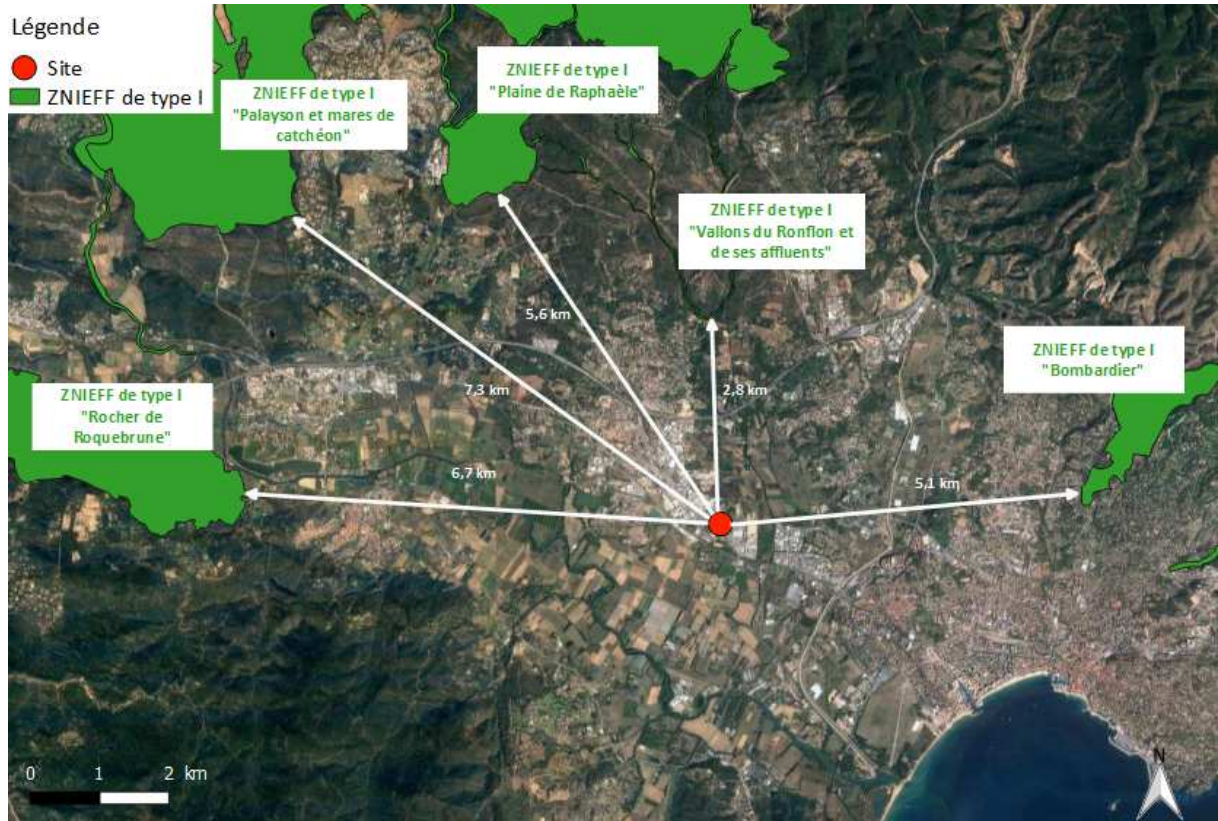 Légende
Site
ZNIEFF de type I
ZNIEFF de type I
"Palayson et mares de
catchéon"
ZNIEFF de type I
"Plaine de Raphaèle"
ZNIEFF de type I
"Vallons du Ronflon et
de ses affluents"
ZNIEFF de type I
"Bombardier"
ZNIEFF de type I
"Rocher de
Roquebrune"
5,6 km
7,3 km
2,8 km
6,7 km
5,1 km
0 1 2 km
N